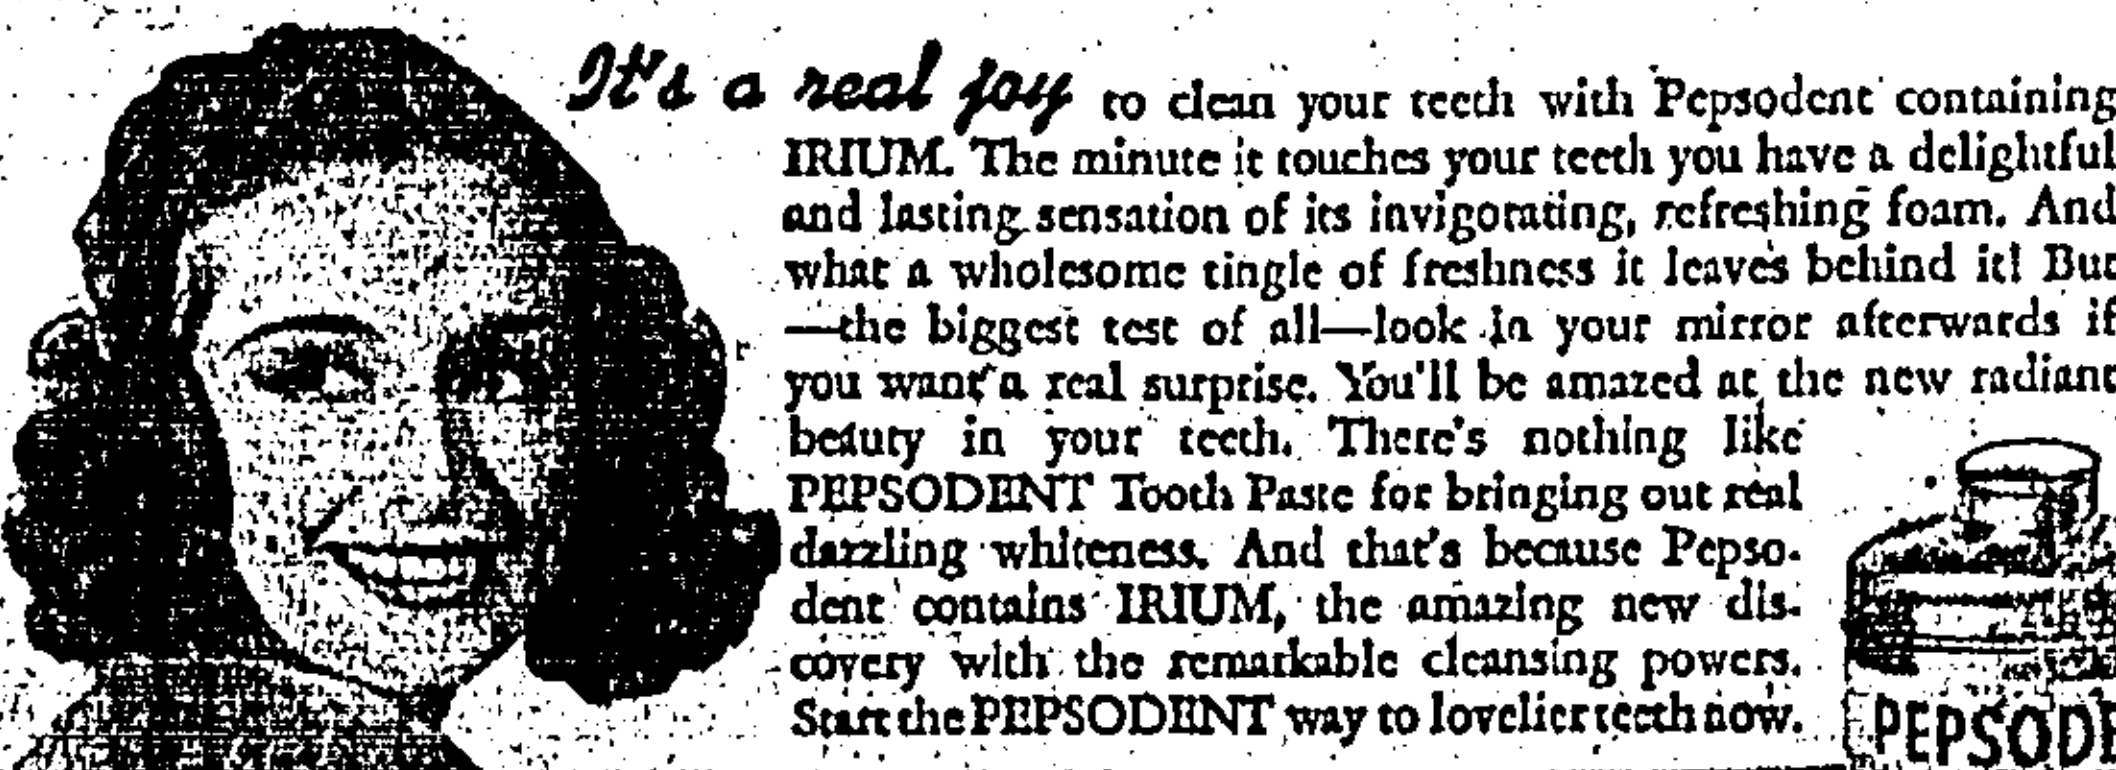 It's a real joy to clean your teeth with Pepsodent containing
IRIUM. The minute it touches your teeth you have a delightful
and lasting sensation of its invigorating, refreshing foam. And
what a wholesome tingle of freshness it leaves behind it! But
—the biggest test of all—look in your mirror afterwards if
you want a real surprise. You'll be amazed at the new radiant
beauty in your teeth. There's nothing like
PEPSODENT Tooth Paste for bringing out real
dazzling whiteness. And that's because Pepso-
dent contains IRIUM, the amazing new dis-
covery with the remarkable cleansing powers.
Start the PEPSODENT way to lovelier teeth now.
PEPSODE